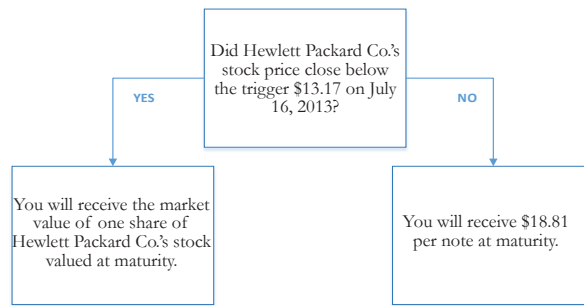 Did Hewlett Packard Co.'s
stock price close below
the trigger $13.17 on July
16, 2013?
YES
NO
You will receive the market
value of one share of
Hewlett Packard Co.'s stock
valued at maturity.
You will receive $18.81
per note at maturity.